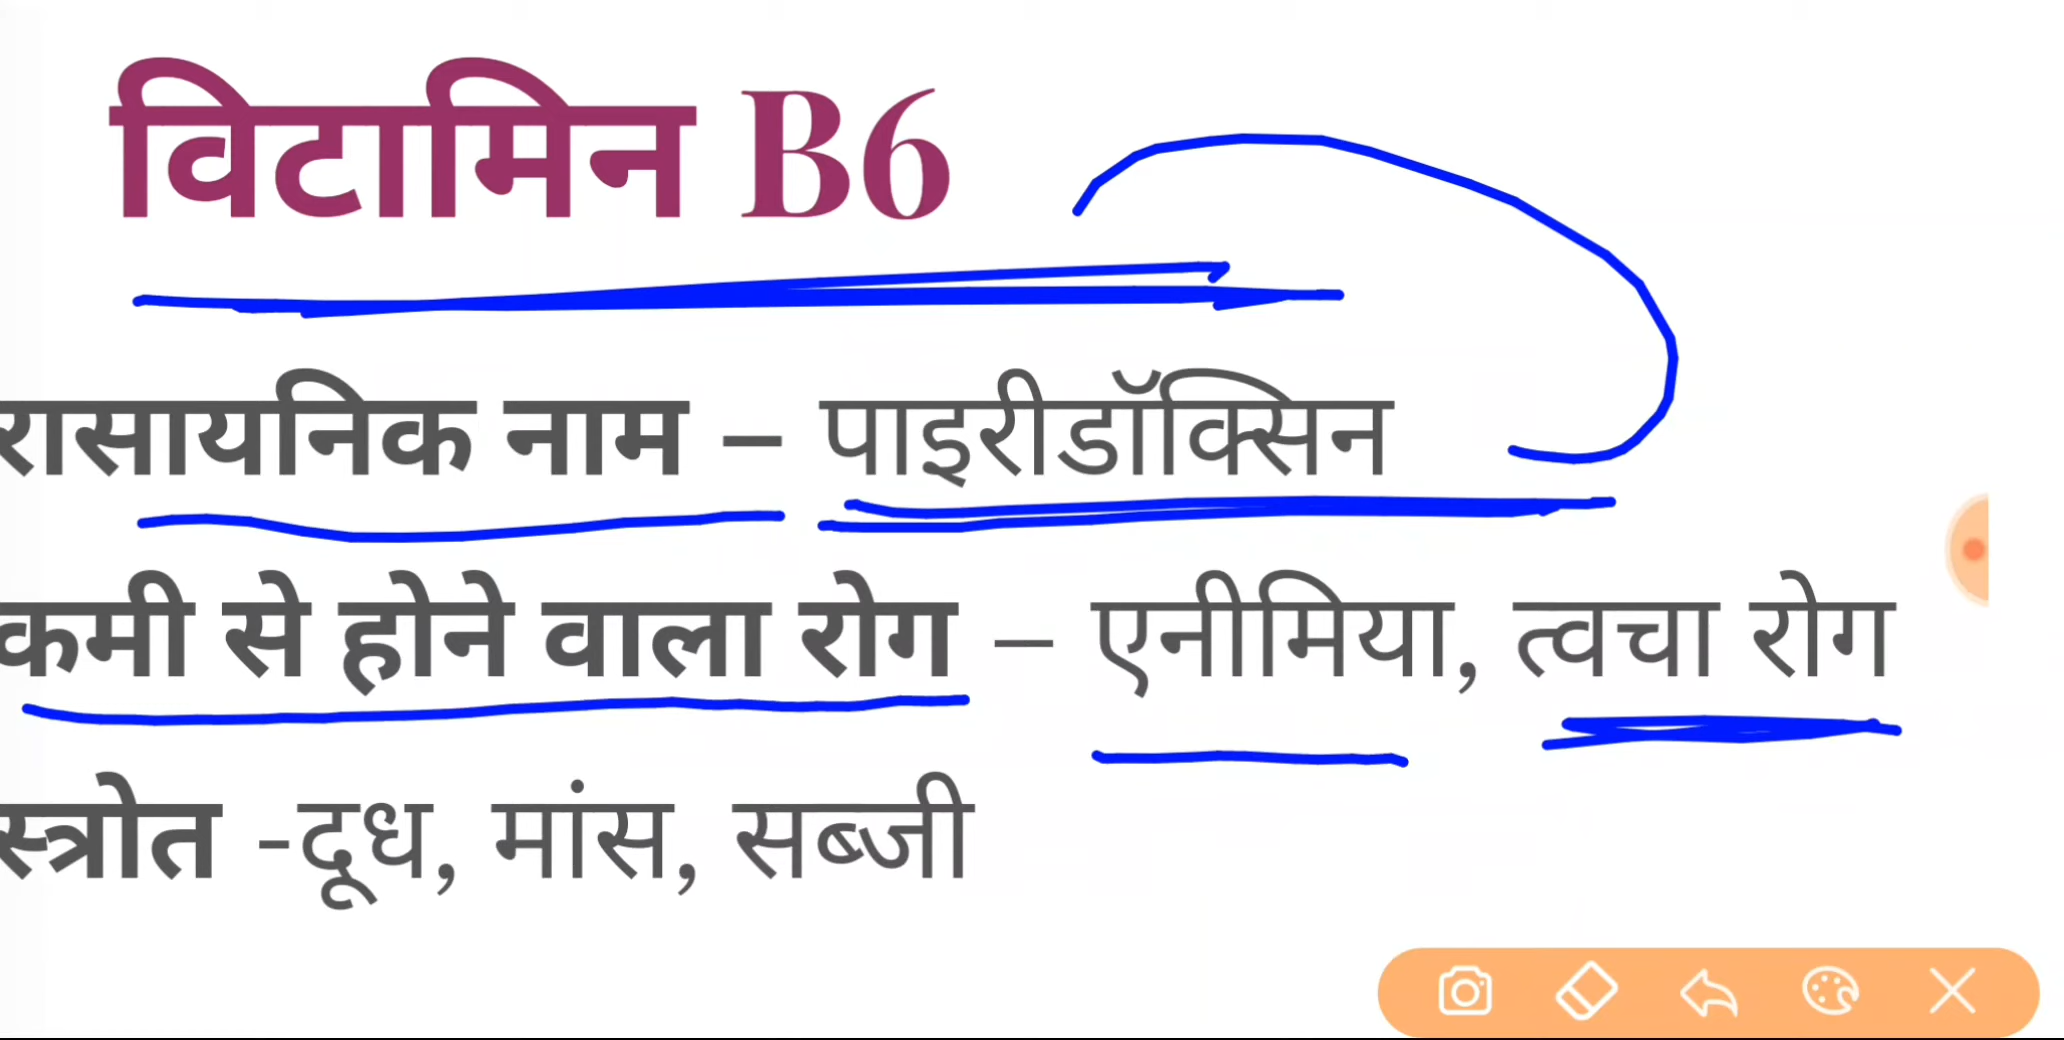 विटामिन B6
रासायनिक नाम – पाइरीडॉक्सिन
कमी से होने वाला रोग – एनीमिया, त्वचा रोग
स्त्रोत -दूध, मांस, सब्जी